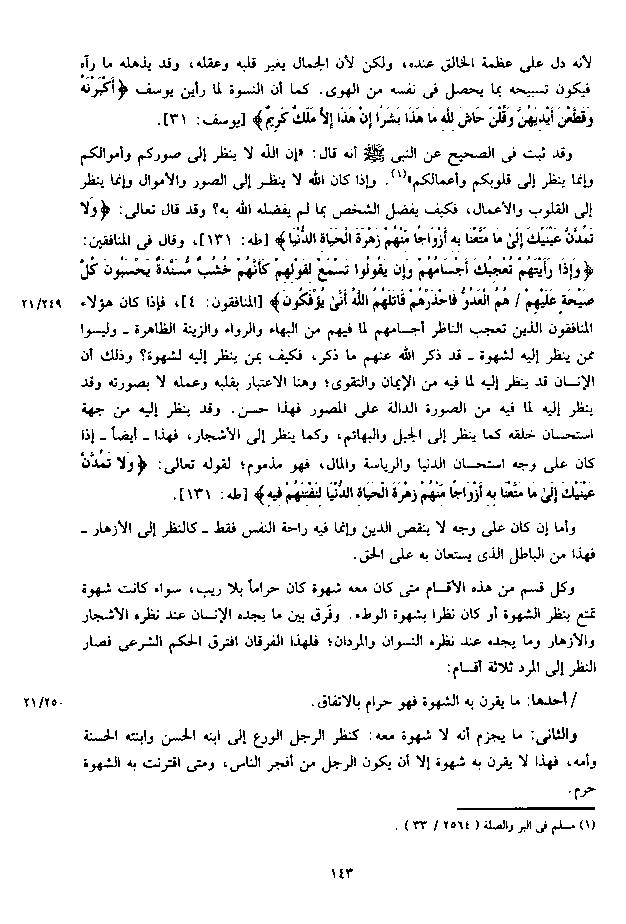 لأنه دل على عظمة الخالق عنده، ولكن لأن الجمال يغير قلبه وعقله، وقد يذهله ما رآه
فيكون تسبيحه بما يحصل فى نفسه من الهوى. كما أن النسوة لما رأين يوسف ﴿أَكْبَرْنَهُ
وَقَطَّعْنَ أَيْدِيَهُنَّ وَقُلْنَ حَاشَ لِلَّهِ مَا هَذَا بَشَرًا إِنْ هَذَا إِلاَّ مَلَكٌ كَرِيمٌ﴾ [يوسف: ٣١].
وقد ثبت فى الصحيح عن النبى ﷺ أنه قال: «إن الله لا ينظر إلى صوركم وأموالكم
وإنما ينظر إلى قلوبكم وأعمالكم»(١). وإذا كان الله لا ينظر إلى الصور والأموال وإنما ينظر
إلى القلوب والأعمال، فكيف يفضل الشخص بما لم يفضله الله به؟ وقد قال تعالى: ﴿وَلَا
تَمُدَّنَّ عَيْنَيْكَ إِلَىٰ مَا مَتَّعْنَا بِهِ أَزْوَاجًا مِّنْهُمْ زَهْرَةَ الْحَيَاةِ الدُّنْيَا﴾ [طه: ١٣١]، وقال فى المنافقين:
﴿وَإِذَا رَأَيْتَهُمْ تُعْجِبُكَ أَجْسَامُهُمْ وَإِن يَقُولُوا تَسْمَعْ لِقَوْلِهِمْ كَأَنَّهُمْ خُشُبٌ مُّسَنَّدَةٌ يَحْسَبُونَ كُلَّ
٢١/٢٤٩ صَيْحَةٍ عَلَيْهِمْ / هُمُ الْعَدُوُّ فَاحْذَرْهُمْ قَاتَلَهُمُ اللَّهُ أَنَّىٰ يُؤْفَكُونَ﴾ [المنافقون: ٤]، فإذا كان هؤلاء
المنافقون الذين تعجب الناظر أجسامهم لما فيهم من البهاء والرواء والزينة الظاهرة ـ وليسوا
ممن ينظر إليه لشهوة ـ قد ذكر الله عنهم ما ذكر، فكيف بمن ينظر إليه لشهوة؟ وذلك أن
الإنسان قد ينظر إليه لما فيه من الإيمان والتقوى؛ وهنا الاعتبار بقلبه وعمله لا بصورته وقد
ينظر إليه لما فيه من الصورة الدالة على المصور فهذا حسن. وقد ينظر إليه من جهة
استحسان خلقه كما ينظر إلى الجبل والبهائم، وكما ينظر إلى الأشجار، فهذا ـ أيضاً ـ إذا
كان على وجه استحسان الدنيا والرياسة والمال، فهو مذموم؛ لقوله تعالى: ﴿وَلَا تَمُدَّنَّ
عَيْنَيْكَ إِلَىٰ مَا مَتَّعْنَا بِهِ أَزْوَاجًا مِّنْهُمْ زَهْرَةَ الْحَيَاةِ الدُّنْيَا لِنَفْتِنَهُمْ فِيهِ﴾ [طه: ١٣١].
وأما إن كان على وجه لا ينقص الدين وإنما فيه راحة النفس فقط ـ كالنظر إلى الأزهار ـ
فهذا من الباطل الذى يستعان به على الحق.
وكل قسم من هذه الأقسام متى كان معه شهوة كان حراماً بلا ريب، سواء كانت شهوة
تمتع بنظر الشهوة أو كان نظرا بشهوة الوطء. وفَرق بين ما يجده الإنسان عند نظره الأشجار
والأزهار وما يجده عند نظره النسوان والمردان؛ فلهذا الفرقان افترق الحكم الشرعى فصار
النظر إلى المرد ثلاثة أقسام:
٢١/٢٥٠ / أحدها: ما يقرن به الشهوة فهو حرام بالاتفاق.
والثانى: ما يجزم أنه لا شهوة معه: كنظر الرجل الورع إلى ابنه الحسن وابنته الحسنة
وأمه، فهذا لا يقرن به شهوة إلا أن يكون الرجل من أفجر الناس، ومتى اقترنت به الشهوة
حرم.
(١) مسلم فى البر والصلة ( ٢٥٦٤ / ٣٣ ) .
١٤٣